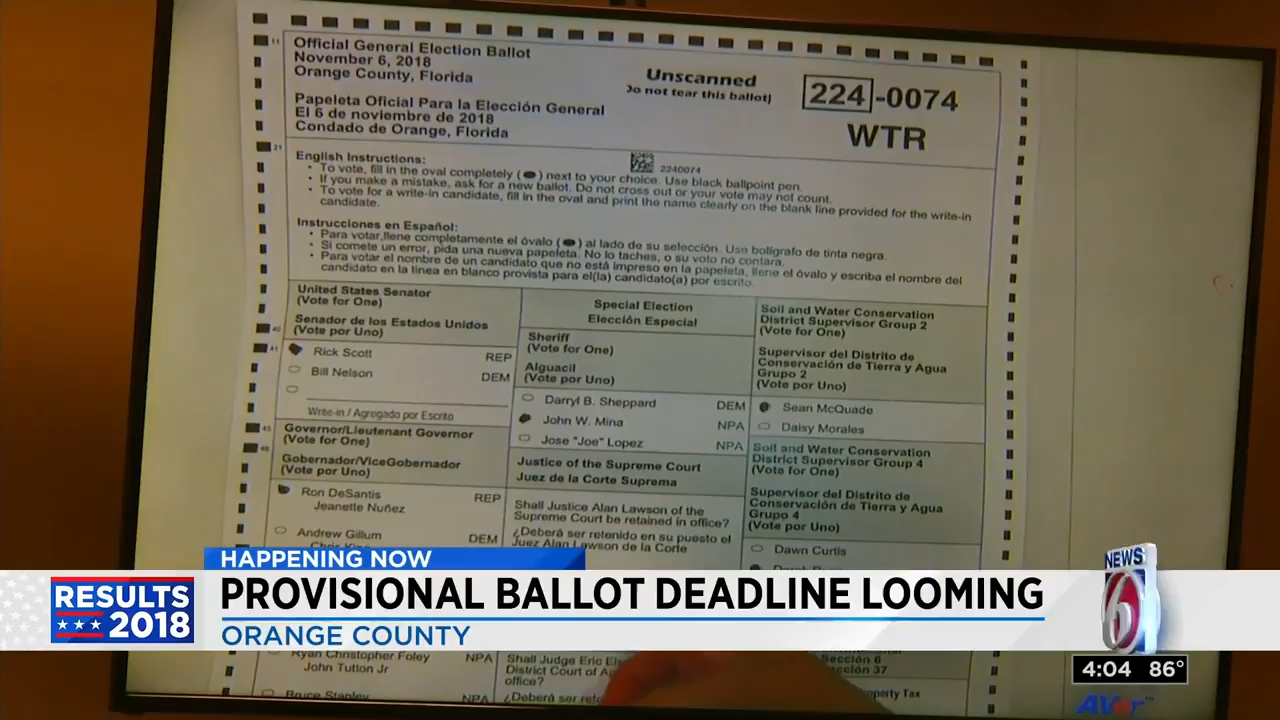 11
Official General Election Ballot
November 6, 2018
Orange County, Florida
Papeleta Oficial Para la Elección General
El 6 de noviembre de 2018
Condado de Orange, Florida
Unscanned
Do not tear this ballot)
224-0074
WTR
21
2240074
English Instructions:
• To vote, fill in the oval completely ( ) next to your choice. Use black ballpoint pen.
• If you make a mistake, ask for a new ballot. Do not cross out or your vote may not count.
• To vote for a write-in candidate, fill in the oval and print the name clearly on the blank line provided for the write-in
candidate.
Instrucciones en Español:
• Para votar,llene completamente el óvalo ( ) al lado de su selección. Use bolígrafo de tinta negra.
• Si comete un error, pida una nueva papeleta. No lo taches, o su voto no contara.
• Para votar el nombre de un candidato que no está impreso en la papeleta, llene el óvalo y escriba el nombre del
candidato en la línea en blanco provista para el(la) candidato(a) por escrito.
United States Senator
(Vote for One)
Senador de los Estados Unidos
(Vote por Uno)
40
41
Rick Scott REP
Bill Nelson DEM
Write-in / Agregado por Escrito
45
Governor/Lieutenant Governor
(Vote for One)
Gobernador/ViceGobernador
(Vote por Uno)
Ron DeSantis REP
Jeanette Nuñez
Andrew Gillum DEM
Ryan Christopher Foley NPA
John Tutton Jr
Bruce Stanley NPA
Special Election
Elección Especial
Sheriff
(Vote for One)
Alguacil
(Vote por Uno)
Darryl B. Sheppard DEM
John W. Mina NPA
Jose "Joe" Lopez NPA
Justice of the Supreme Court
Juez de la Corte Suprema
Shall Justice Alan Lawson of the
Supreme Court be retained in office?
¿Deberá ser retenido en su puesto el
Juez Alan Lawson de la Corte
Shall Judge Eric
District Court of
office?
¿Deberá ser
Soil and Water Conservation
District Supervisor Group 2
(Vote for One)
Supervisor del Distrito de
Conservación de Tierra y Agua
Grupo 2
(Vote por Uno)
Sean McQuade
Daisy Morales
Soil and Water Conservation
District Supervisor Group 4
(Vote for One)
Supervisor del Distrito de
Conservación de Tierra y Agua
Grupo 4
(Vote por Uno)
Dawn Curtis
6
37
Tax
HAPPENING NOW
RESULTS
2018
PROVISIONAL BALLOT DEADLINE LOOMING
ORANGE COUNTY
NEWS
6
4:04 86°